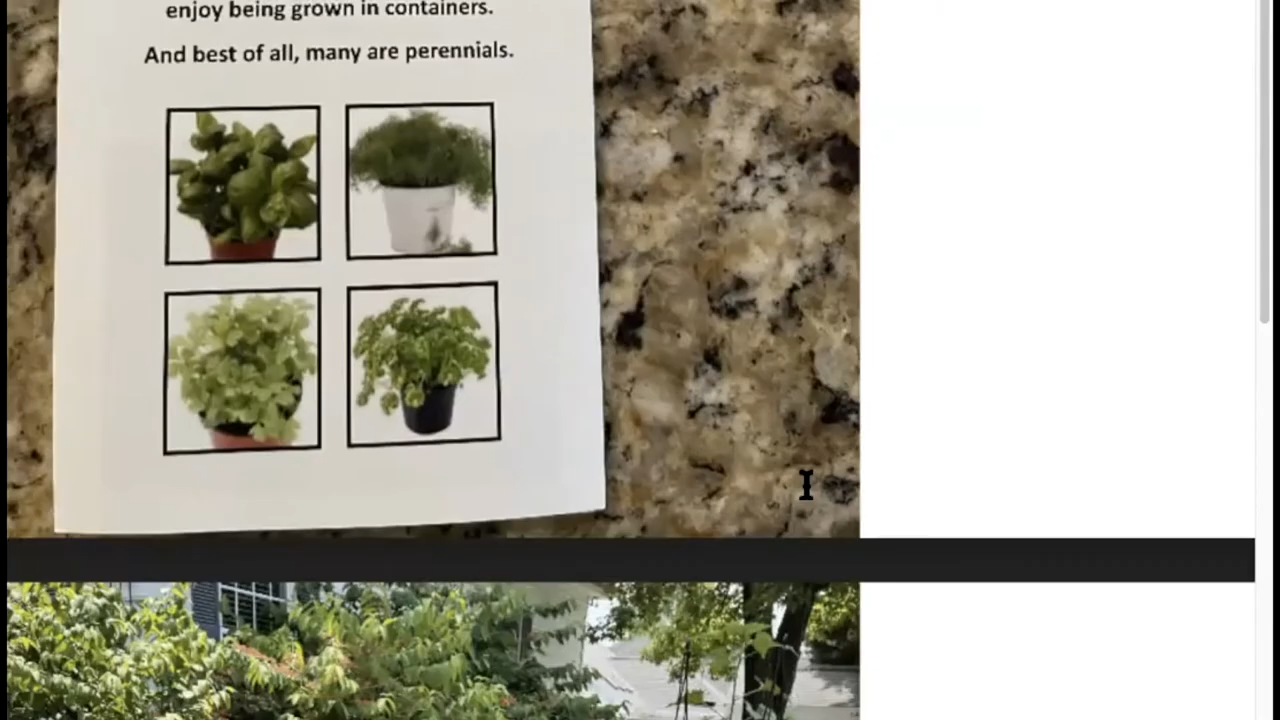 enjoy being grown in containers.
And best of all, many are perennials.